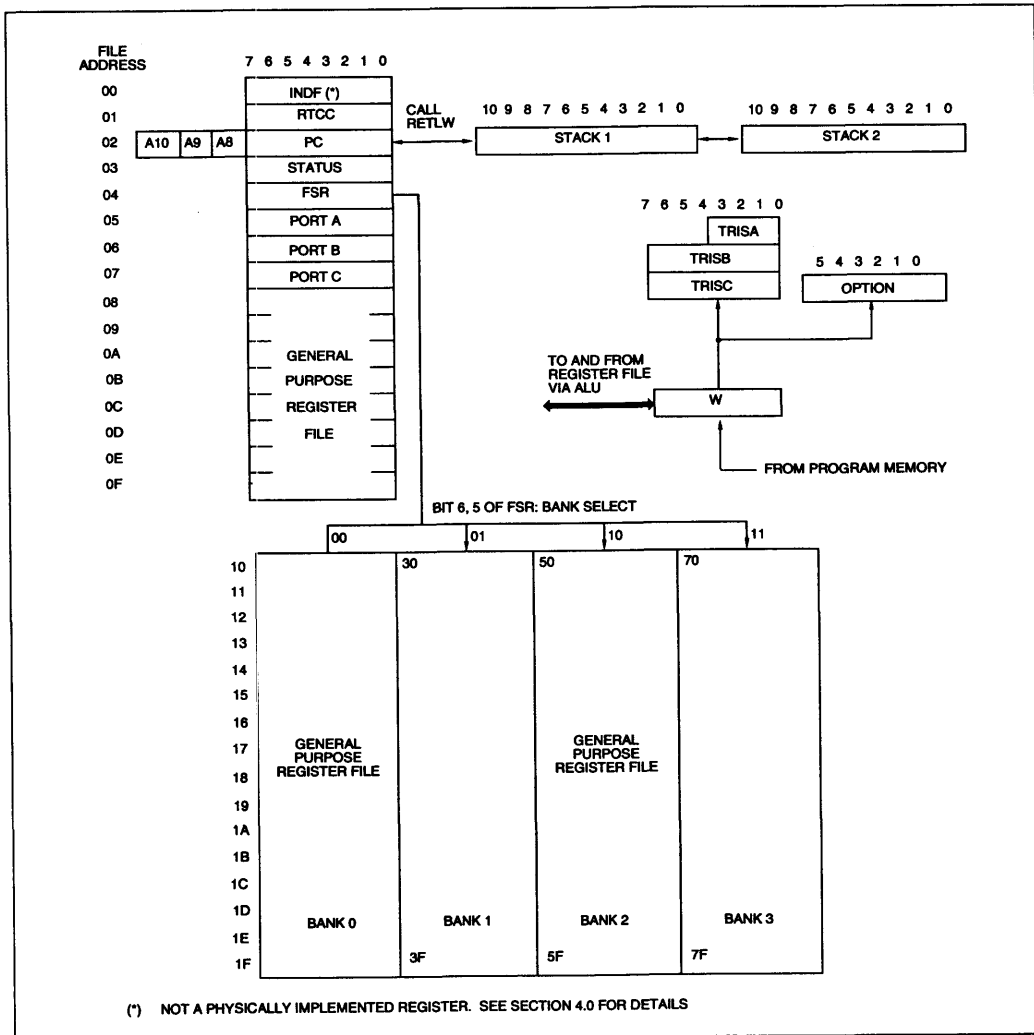 FILE
ADDRESS
7 6 5 4 3 2 1 0
00
INDF (*)
01
RTCC
CALL
RETLW
10 9 8 7 6 5 4 3 2 1 0
10 9 8 7 6 5 4 3 2 1 0
02
A10
A9
A8
PC
STACK 1
STACK 2
03
STATUS
04
FSR
05
PORT A
06
PORT B
07
PORT C
08
09
0A
0B
0C
0D
0E
0F
GENERAL
PURPOSE
REGISTER
FILE
7 6 5 4 3 2 1 0
TRISA
TRISB
TRISC
5 4 3 2 1 0
OPTION
TO AND FROM
REGISTER FILE
VIA ALU
W
FROM PROGRAM MEMORY
BIT 6, 5 OF FSR: BANK SELECT
00
01
10
11
10
11
12
13
14
15
16
17
18
19
1A
1B
1C
1D
1E
1F
GENERAL
PURPOSE
REGISTER FILE
BANK 0
30
BANK 1
3F
50
GENERAL
PURPOSE
REGISTER FILE
BANK 2
5F
70
BANK 3
7F
(*) NOT A PHYSICALLY IMPLEMENTED REGISTER. SEE SECTION 4.0 FOR DETAILS